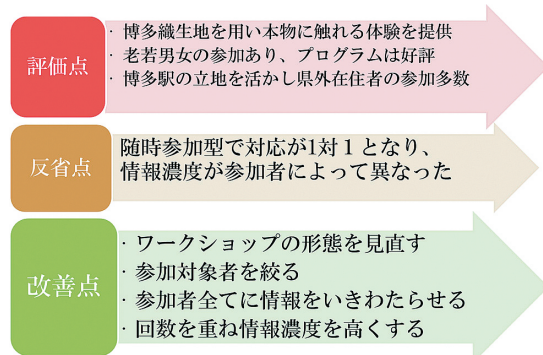 評価点
・博多織生地を用い本物に触れる体験を提供
・老若男女の参加あり、プログラムは好評
・博多駅の立地を活かし県外在住者の参加多数
反省点
随時参加型で対応が1対１となり、
情報濃度が参加者によって異なった
改善点
・ワークショップの形態を見直す
・参加対象者を絞る
・参加者全てに情報をいきわたらせる
・回数を重ね情報濃度を高くする